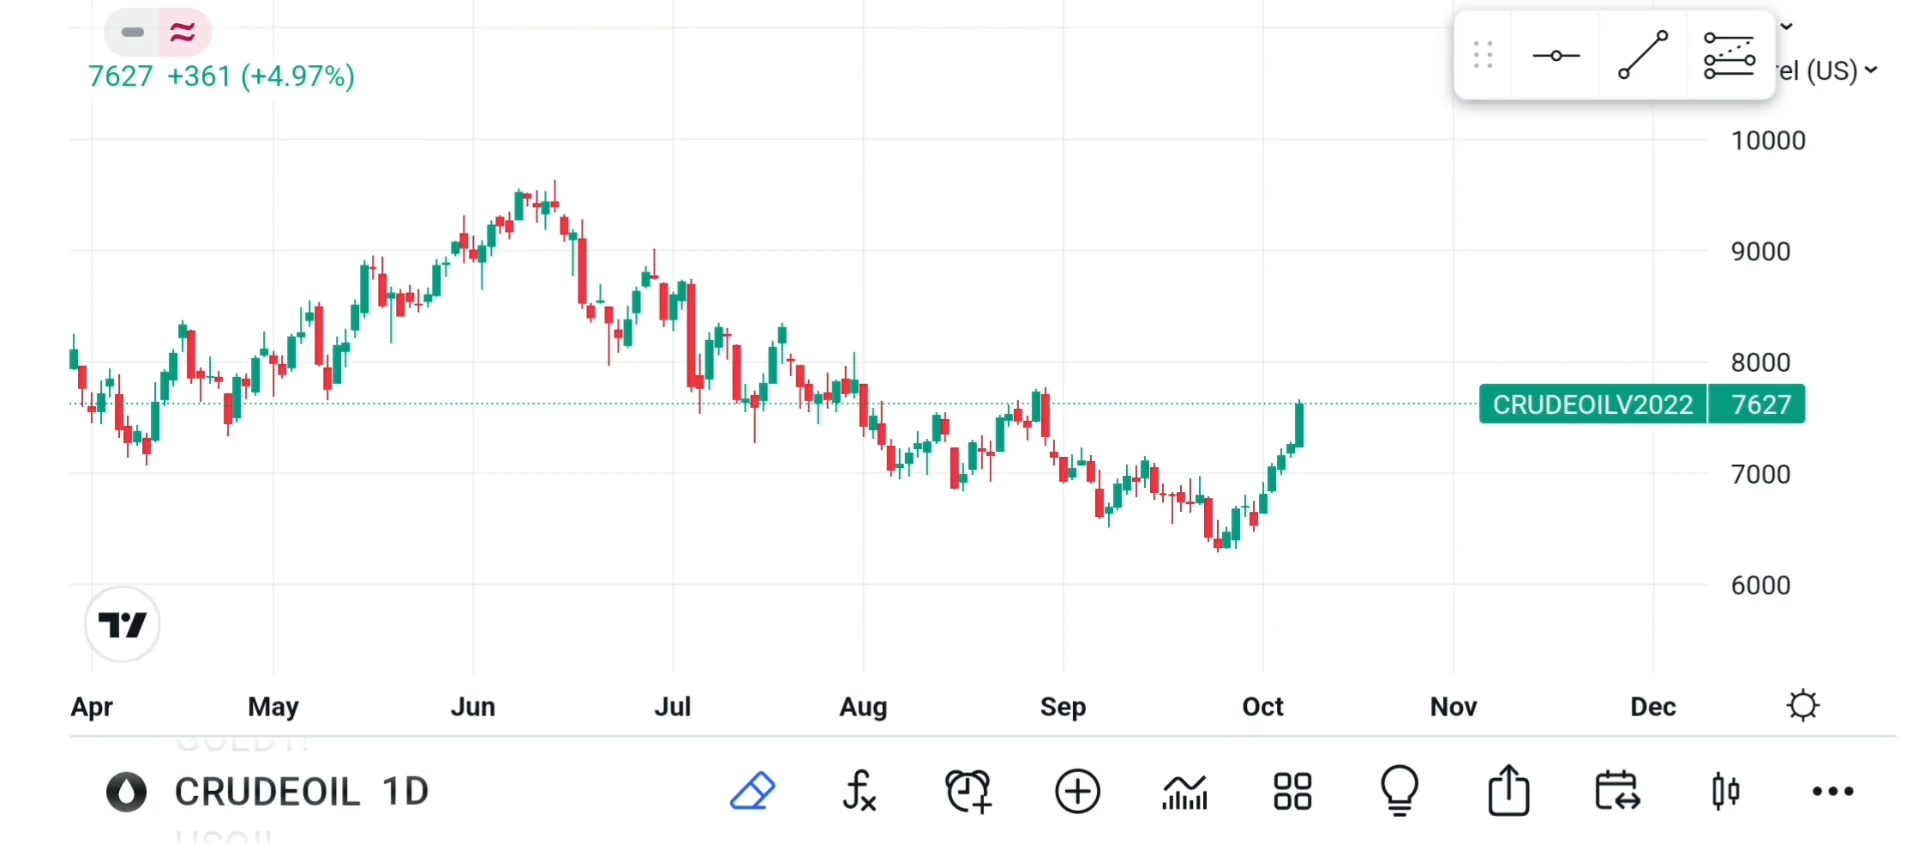 7627 +361 (+4.97%)
rel (US)
10000
9000
8000
CRUDEOILV2022 7627
7000
6000
Apr May Jun Jul Aug Sep Oct Nov Dec
CRUDEOIL 1D